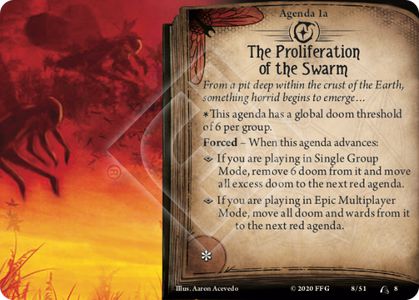 Agenda 1a
The Proliferation
of the Swarm
From a pit deep within the crust of the Earth,
something horrid begins to emerge…
*This agenda has a global doom threshold
of 6 per group.
Forced – When this agenda advances:
If you are playing in Single Group
Mode, remove 6 doom from it and move
all excess doom to the next red agenda.
If you are playing in Epic Multiplayer
Mode, move all doom and wards from it
to the next red agenda.
*
Illus. Aaron Acevedo © 2020 FFG 8/51 8